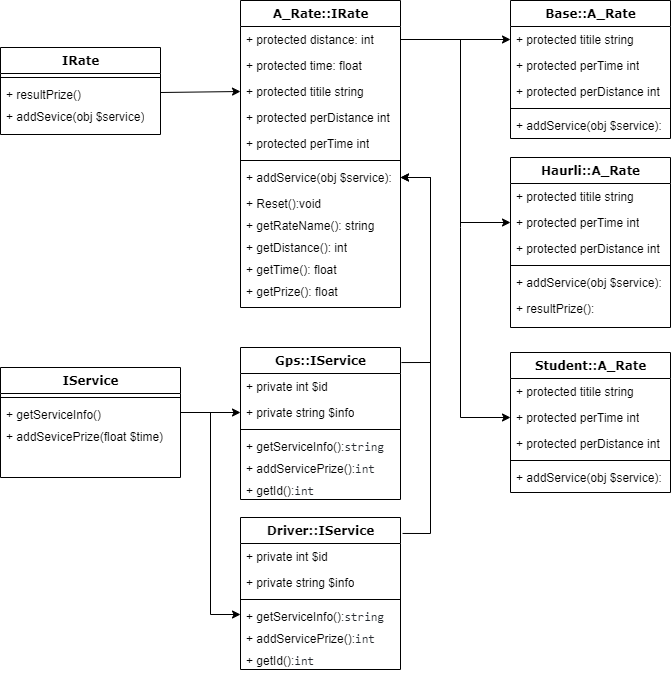 IRate
+ resultPrize()
+ addSevice(obj $service)
A_Rate::IRate
+ protected distance: int
+ protected time: float
+ protected titile string
+ protected perDistance int
+ protected perTime int
+ addService(obj $service):
+ Reset():void
+ getRateName(): string
+ getDistance(): int
+ getTime(): float
+ getPrize(): float
Base::A_Rate
+ protected titile string
+ protected perTime int
+ protected perDistance int
+ addService(obj $service):
Haurli::A_Rate
+ protected titile string
+ protected perTime int
+ protected perDistance int
+ addService(obj $service):
+ resultPrize():
Student::A_Rate
+ protected titile string
+ protected perTime int
+ protected perDistance int
+ addService(obj $service):
IService
+ getServiceInfo()
+ addSevicePrize(float $time)
Gps::IService
+ private int $id
+ private string $info
+ getServiceInfo():string
+ addServicePrize():int
+ getId():int
Driver::IService
+ private int $id
+ private string $info
+ getServiceInfo():string
+ addServicePrize():int
+ getId():int